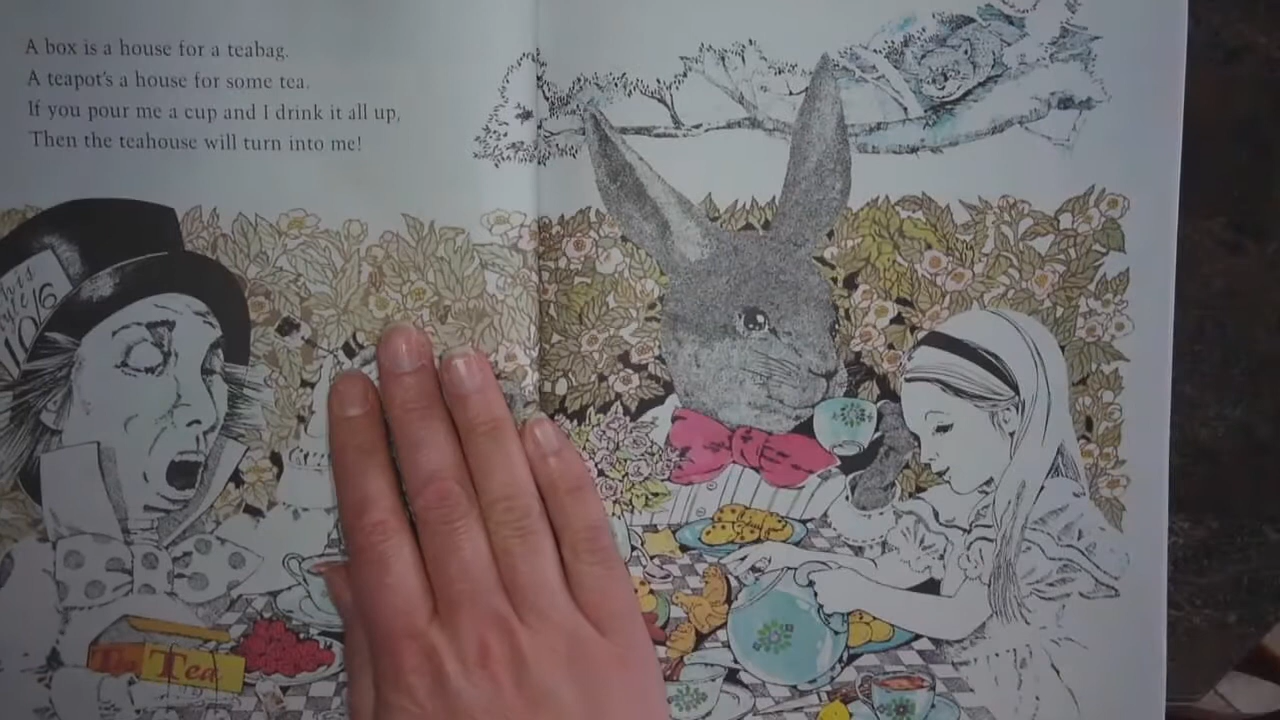 A box is a house for a teabag.
A teapot's a house for some tea.
If you pour me a cup and I drink it all up,
Then the teahouse will turn into me!
his
10/6
Tea